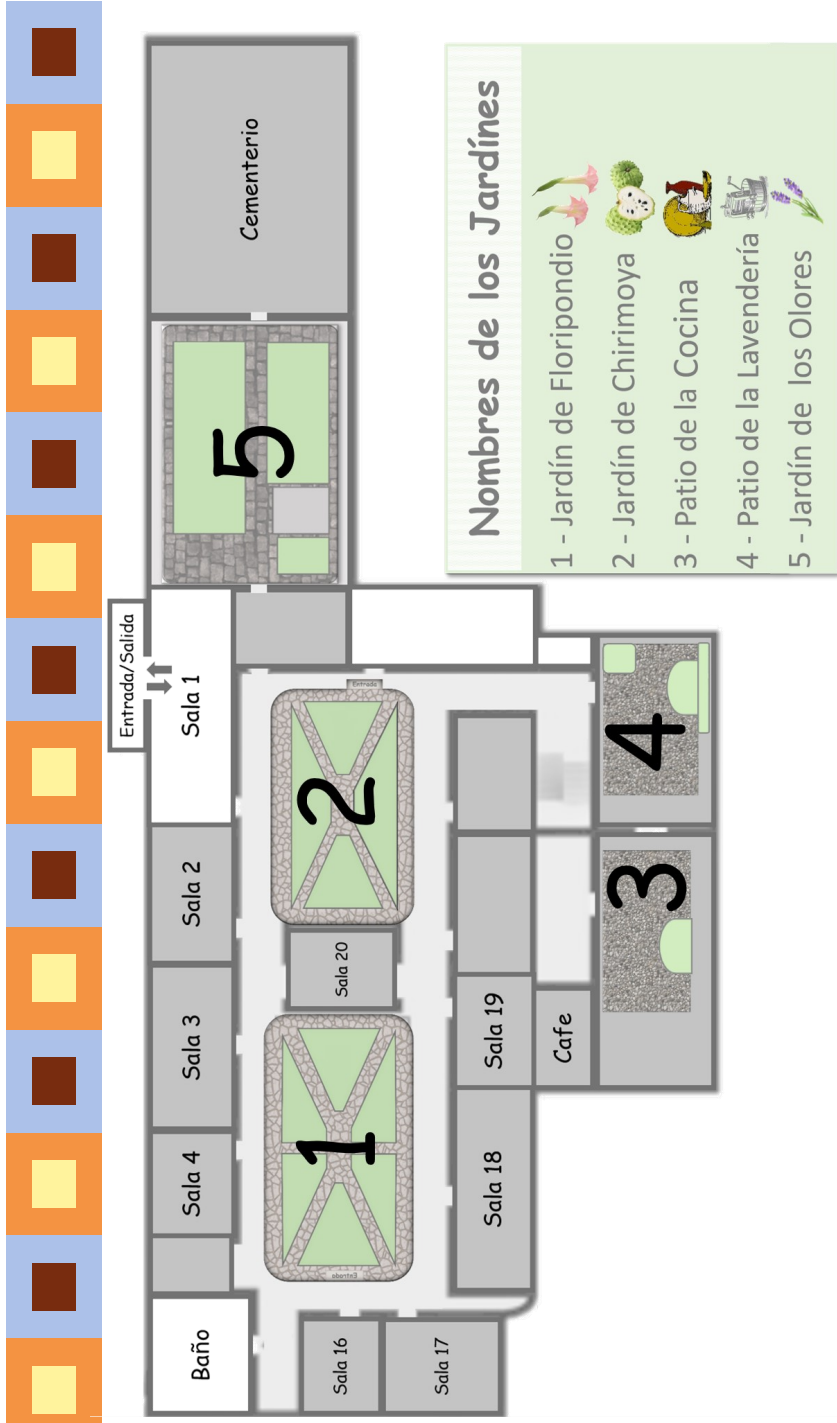 Entrada/Salida
Baño
Sala 4
Sala 3
Sala 2
Sala 1
5
Cementerio
Entrada
1
Sala 20
2
Entrada
Sala 16
Sala 17
Sala 18
Sala 19
Cafe
3
4
Nombres de los Jardínes
1 - Jardín de Floripondio
2 - Jardín de Chirimoya
3 - Patio de la Cocina
4 - Patio de la Lavendería
5 - Jardín de los Olores